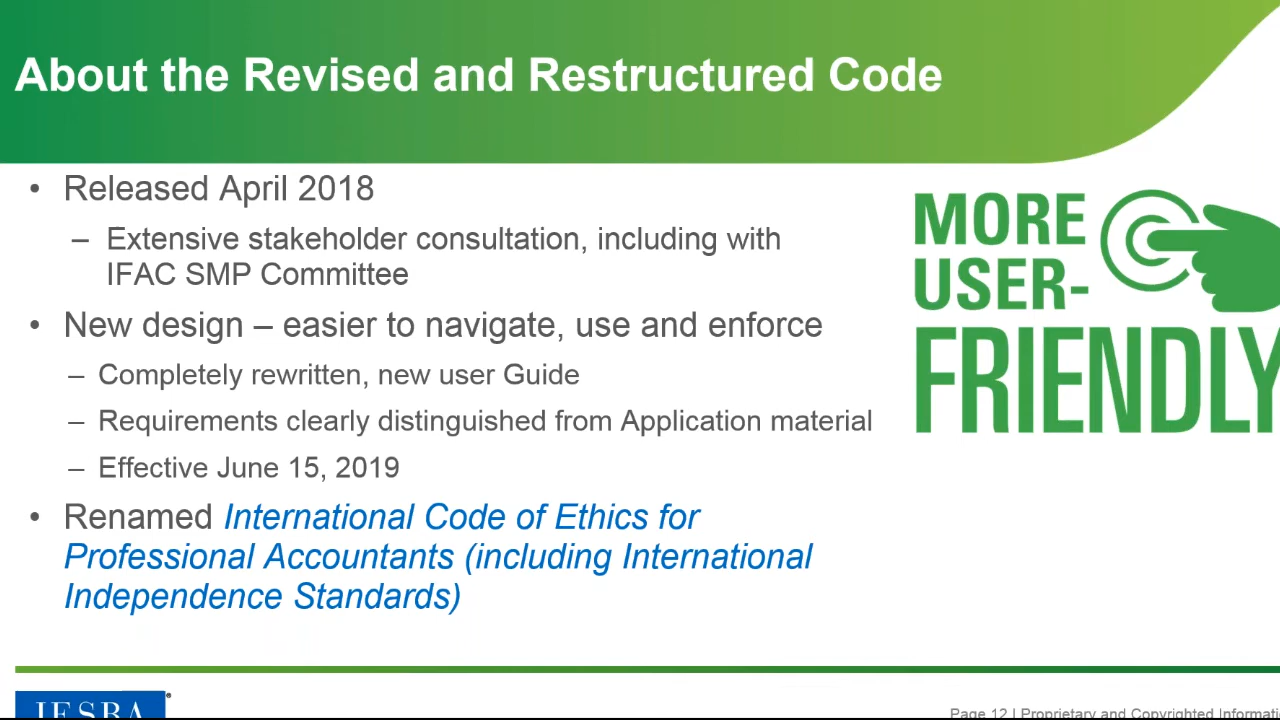 About the Revised and Restructured Code
• Released April 2018
– Extensive stakeholder consultation, including with
IFAC SMP Committee
• New design – easier to navigate, use and enforce
– Completely rewritten, new user Guide
– Requirements clearly distinguished from Application material
– Effective June 15, 2019
• Renamed International Code of Ethics for
Professional Accountants (including International
Independence Standards)
MORE
USER-
FRIENDLY
IESBA®
Page 12 | Proprietary and Copyrighted Informati